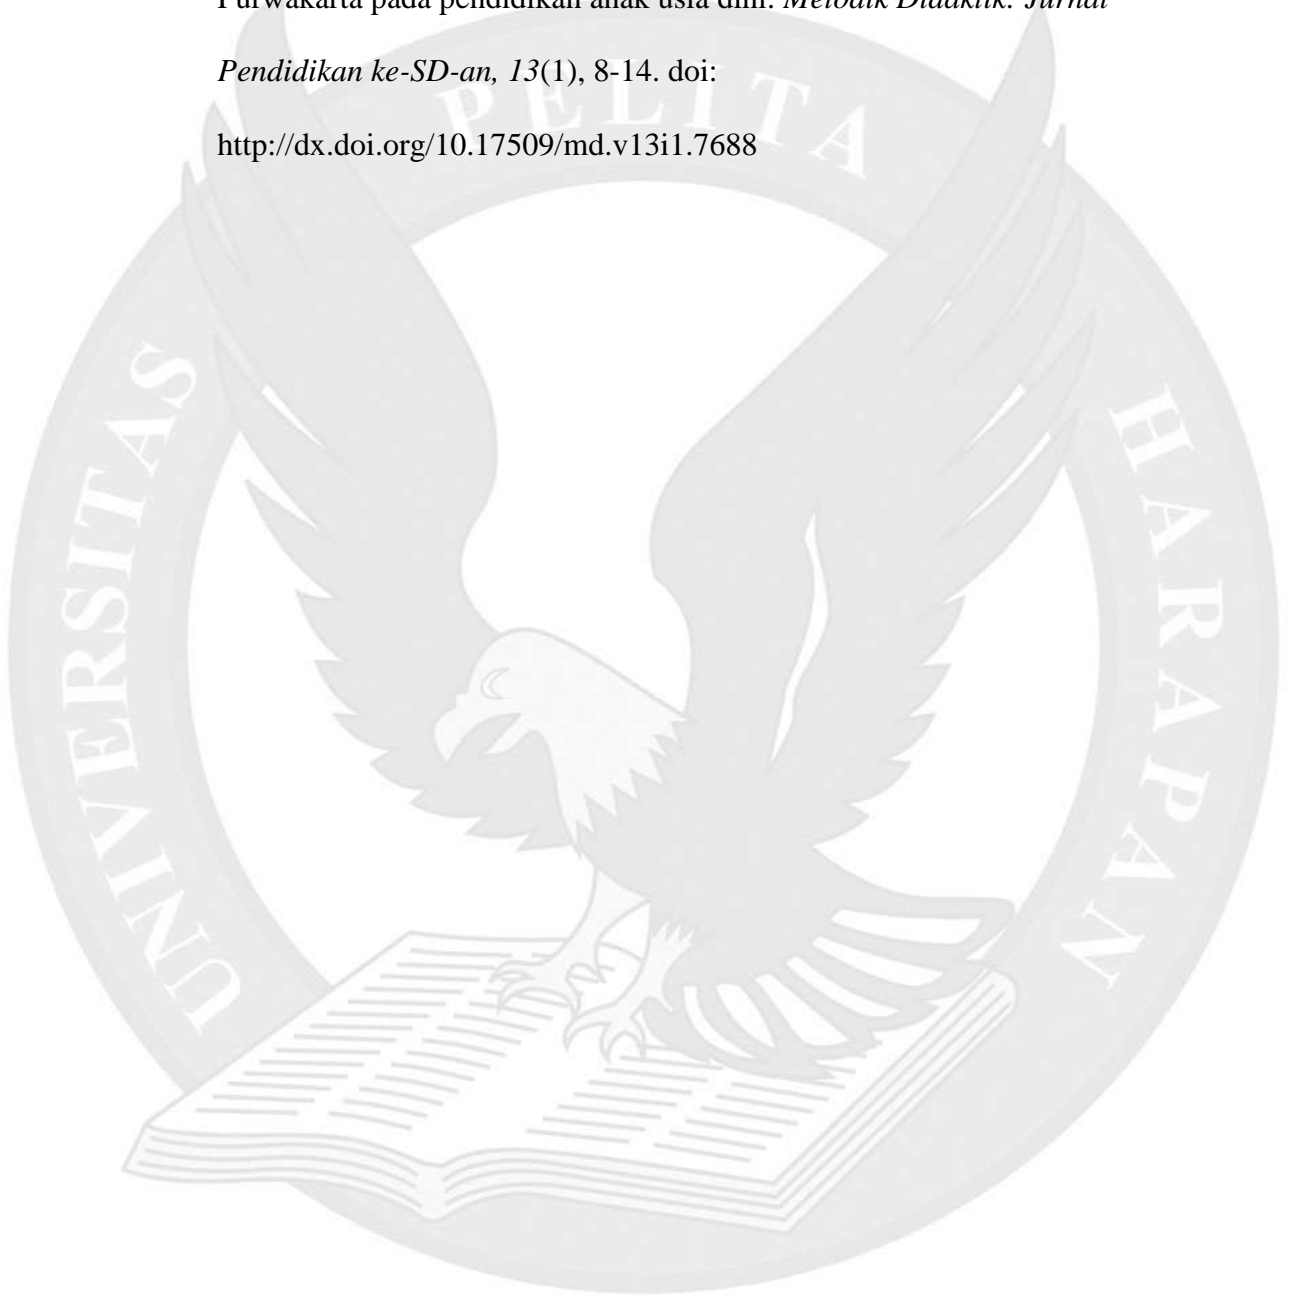 Purwakarta pada pendidikan anak usia dini. Metodik Didaktik: Jurnal
Pendidikan ke-SD-an, 13(1), 8-14. doi:
http://dx.doi.org/10.17509/md.v13i1.7688
UNIVERSITAS PELITA HARAPAN